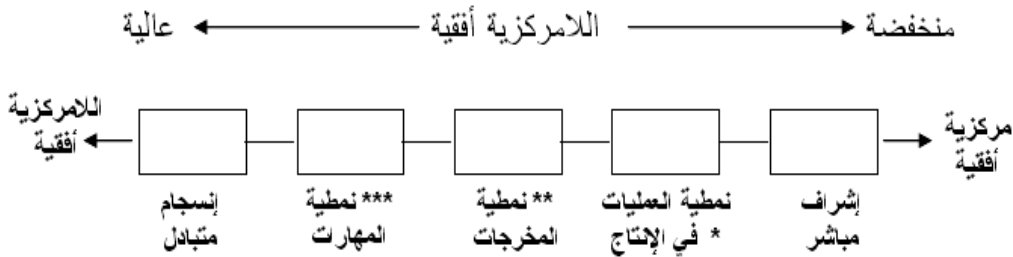 منخفضة اللامركزية أفقية عالية
مركزية
أفقية
اللامركزية
أفقية
إشراف
مباشر
نمطية العمليات
* في الإنتاج
** نمطية
المخرجات
*** نمطية
المهارات
إنسجام
متبادل